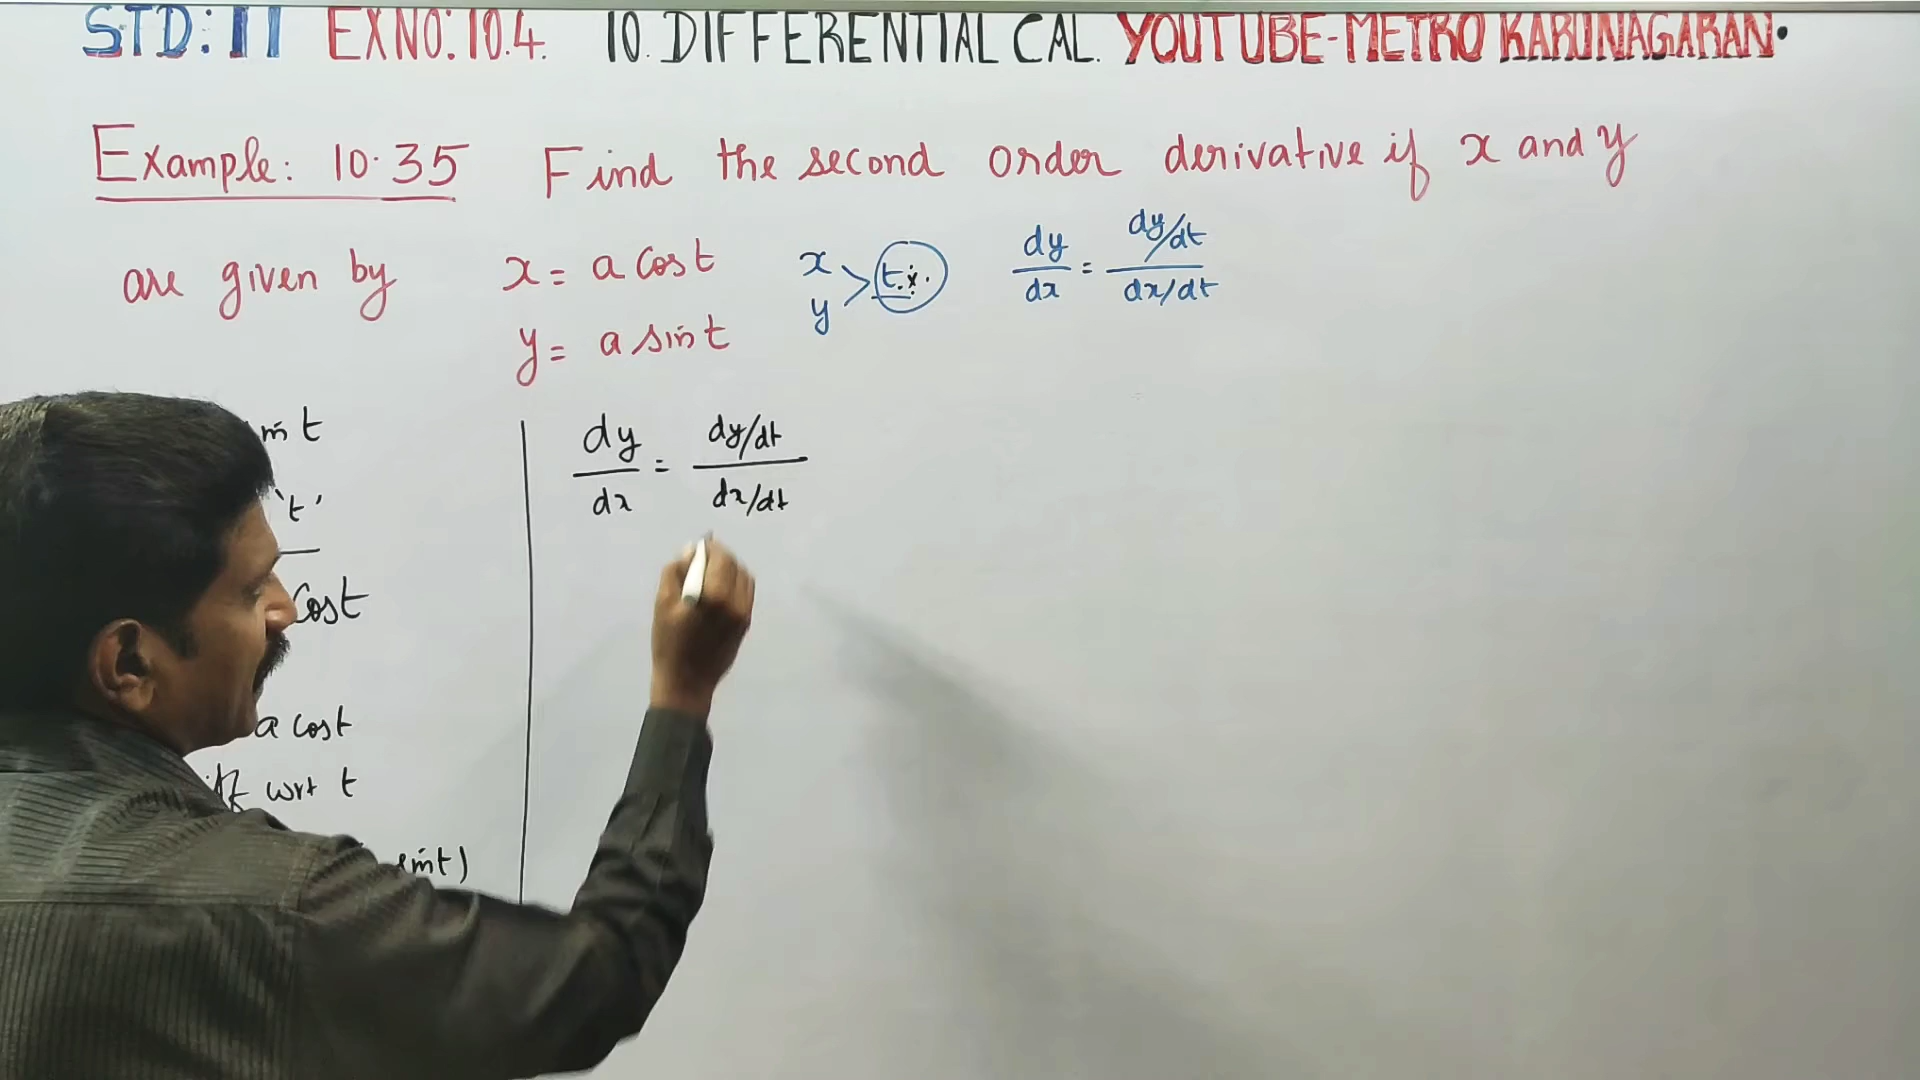 STD: 11 EXNO: 10.4. 10. DIFFERENTIAL CAL. YOUTUBE-METRO KARUNAGARAN.
Example: 10.35 Find the second order derivative if x and y
are given by x = a cost
y = a sint
x
y > t.
dy/dx = dy/dt / dx/dt
t
't'
cost
a cost
wrt t
sint)
dy/dx = dy/dt / dx/dt